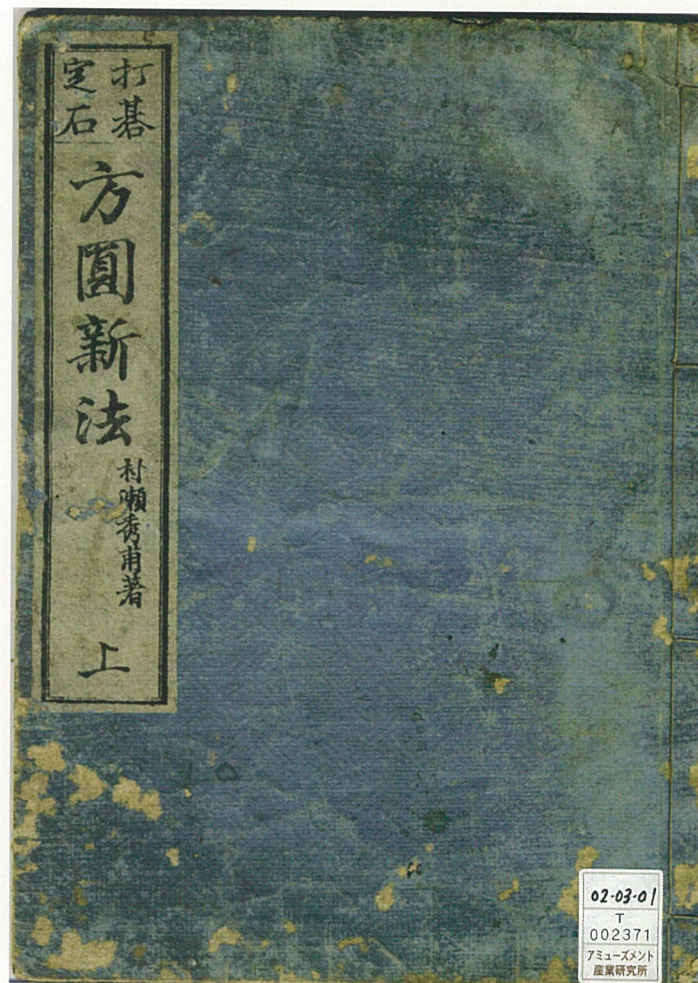 打碁
定石
方圓新法
村瀬秀甫著
上
02-03-01
T
002371
アミューズメント
産業研究所